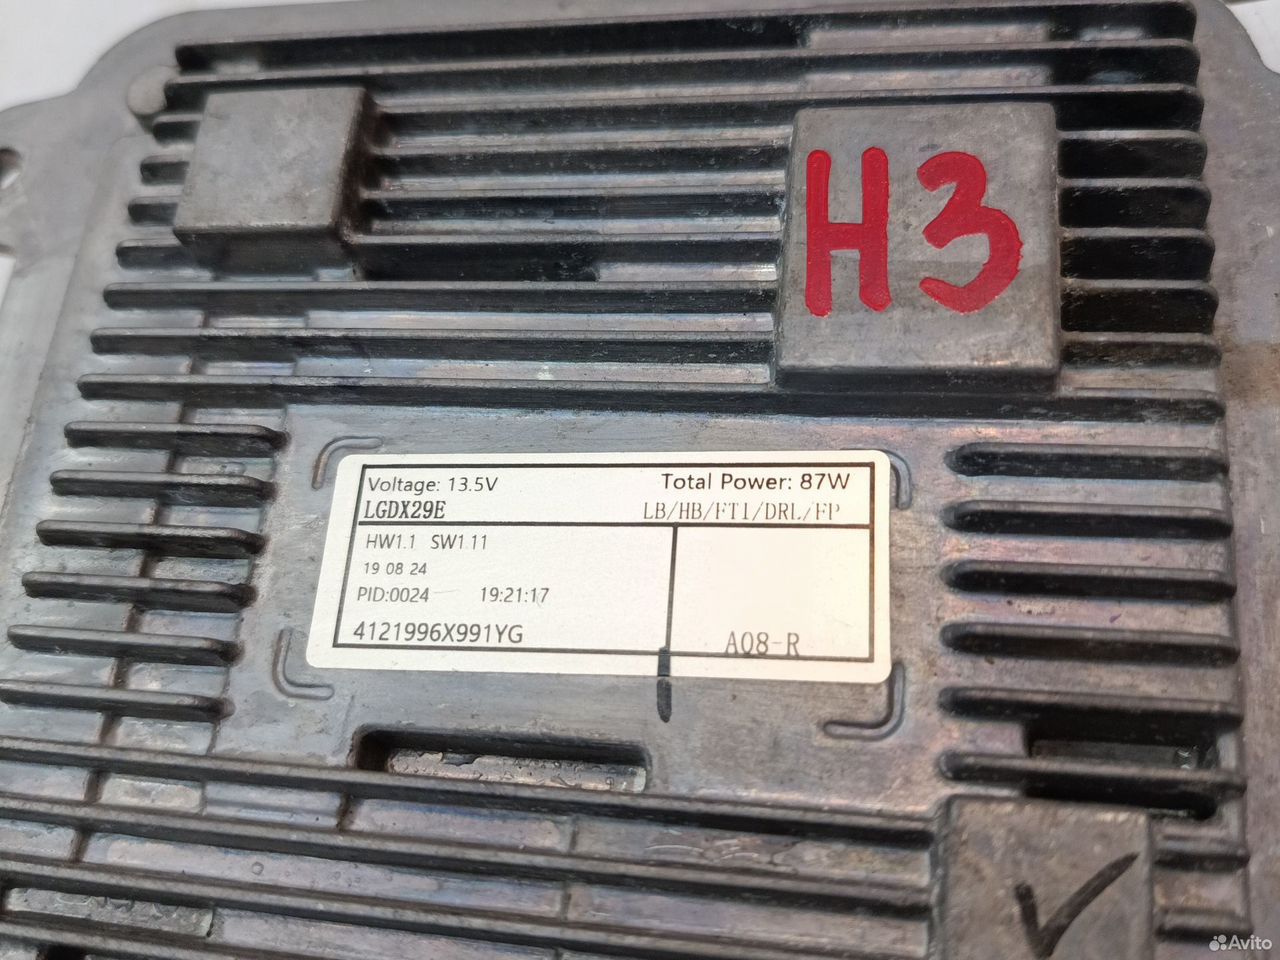 H3
Voltage: 13.5V Total Power: 87W
LGDX29E LB/HB/FT1/DRL/FP
HW1.1 SW1.11
19 08 24
PID:0024 19:21:17
4121996X991YG A08-R
Avito